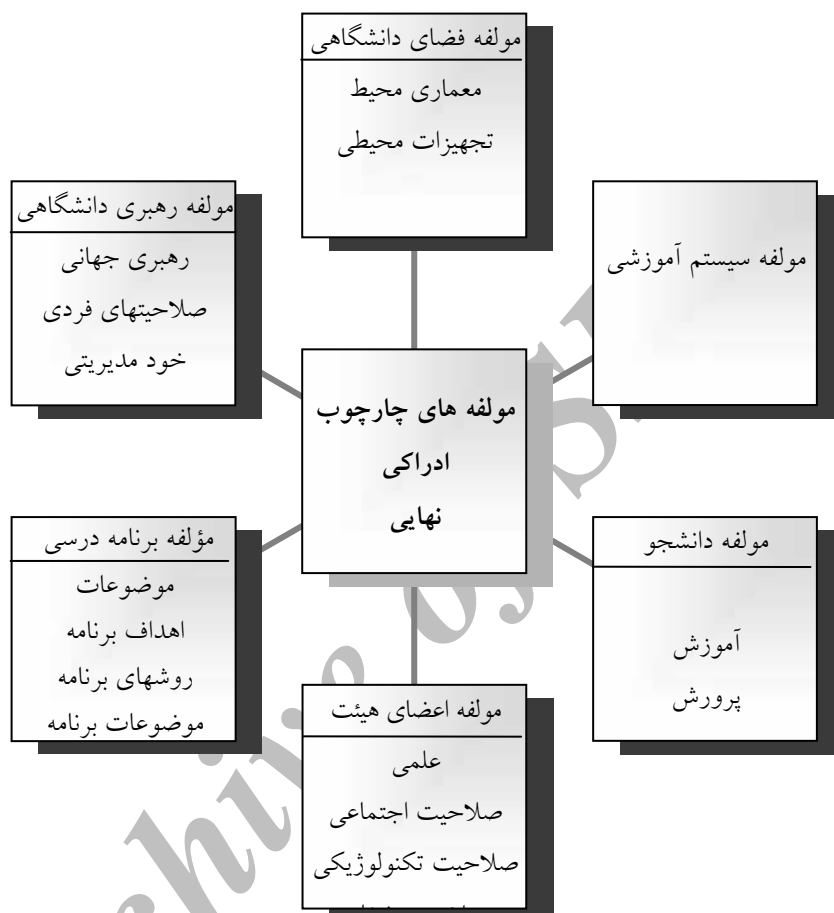 مولفه فضای دانشگاهی
معماری محیط
تجهیزات محیطی
مولفه سیستم آموزشی
مولفه رهبری دانشگاهی
رهبری جهانی
صلاحیتهای فردی
خود مدیریتی
مولفه های چارچوب
ادراکی
نهایی
مولفه دانشجو
آموزش
پرورش
مؤلفه برنامه درسی
موضوعات
اهداف برنامه
روشهای برنامه
موضوعات برنامه
مولفه اعضای هیئت
علمی
صلاحیت اجتماعی
صلاحیت تکنولوژیکی